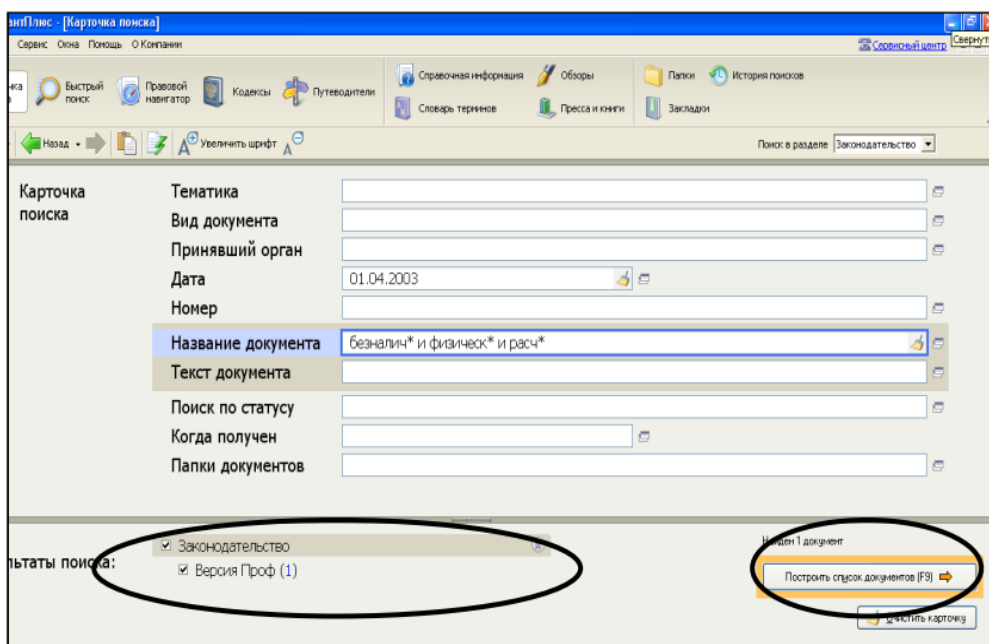 антПлюс - [Карточка поиска]
Свернуть
Сервис Окна Помощь О Компании
Сервисный центр
Быстрый поиск
Правовой навигатор
Кодексы
Путеводители
Справочная информация
Обзоры
Словарь терминов
Пресса и книги
Папки
История поисков
Закладки
Назад
Увеличить шрифт
Поиск в разделе Законодательство
Карточка поиска
Тематика
Вид документа
Принявший орган
Дата 01.04.2003
Номер
Название документа безналич* и физическ* и расч*
Текст документа
Поиск по статусу
Когда получен
Папки документов
льтаты поиска:
Законодательство
Версия Проф (1)
Найден 1 документ
Построить список документов (F9)
Очистить карточку